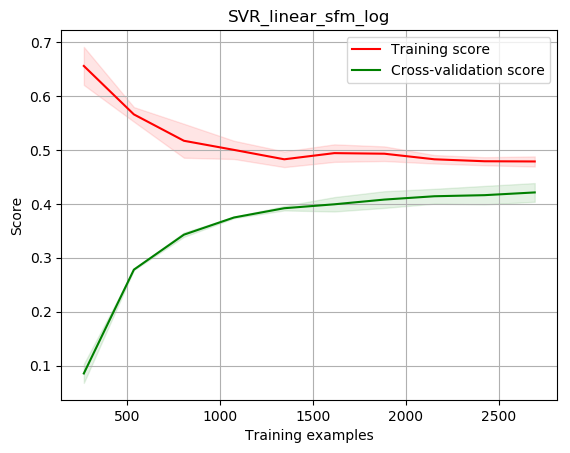 SVR_linear_sfm_log
Training score
Cross-validation score
Score
0.7
0.6
0.5
0.4
0.3
0.2
0.1
500
1000
1500
2000
2500
Training examples